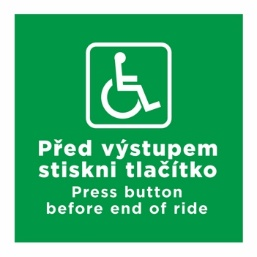 Před výstupem
stiskni tlačítko
Press button
before end of ride